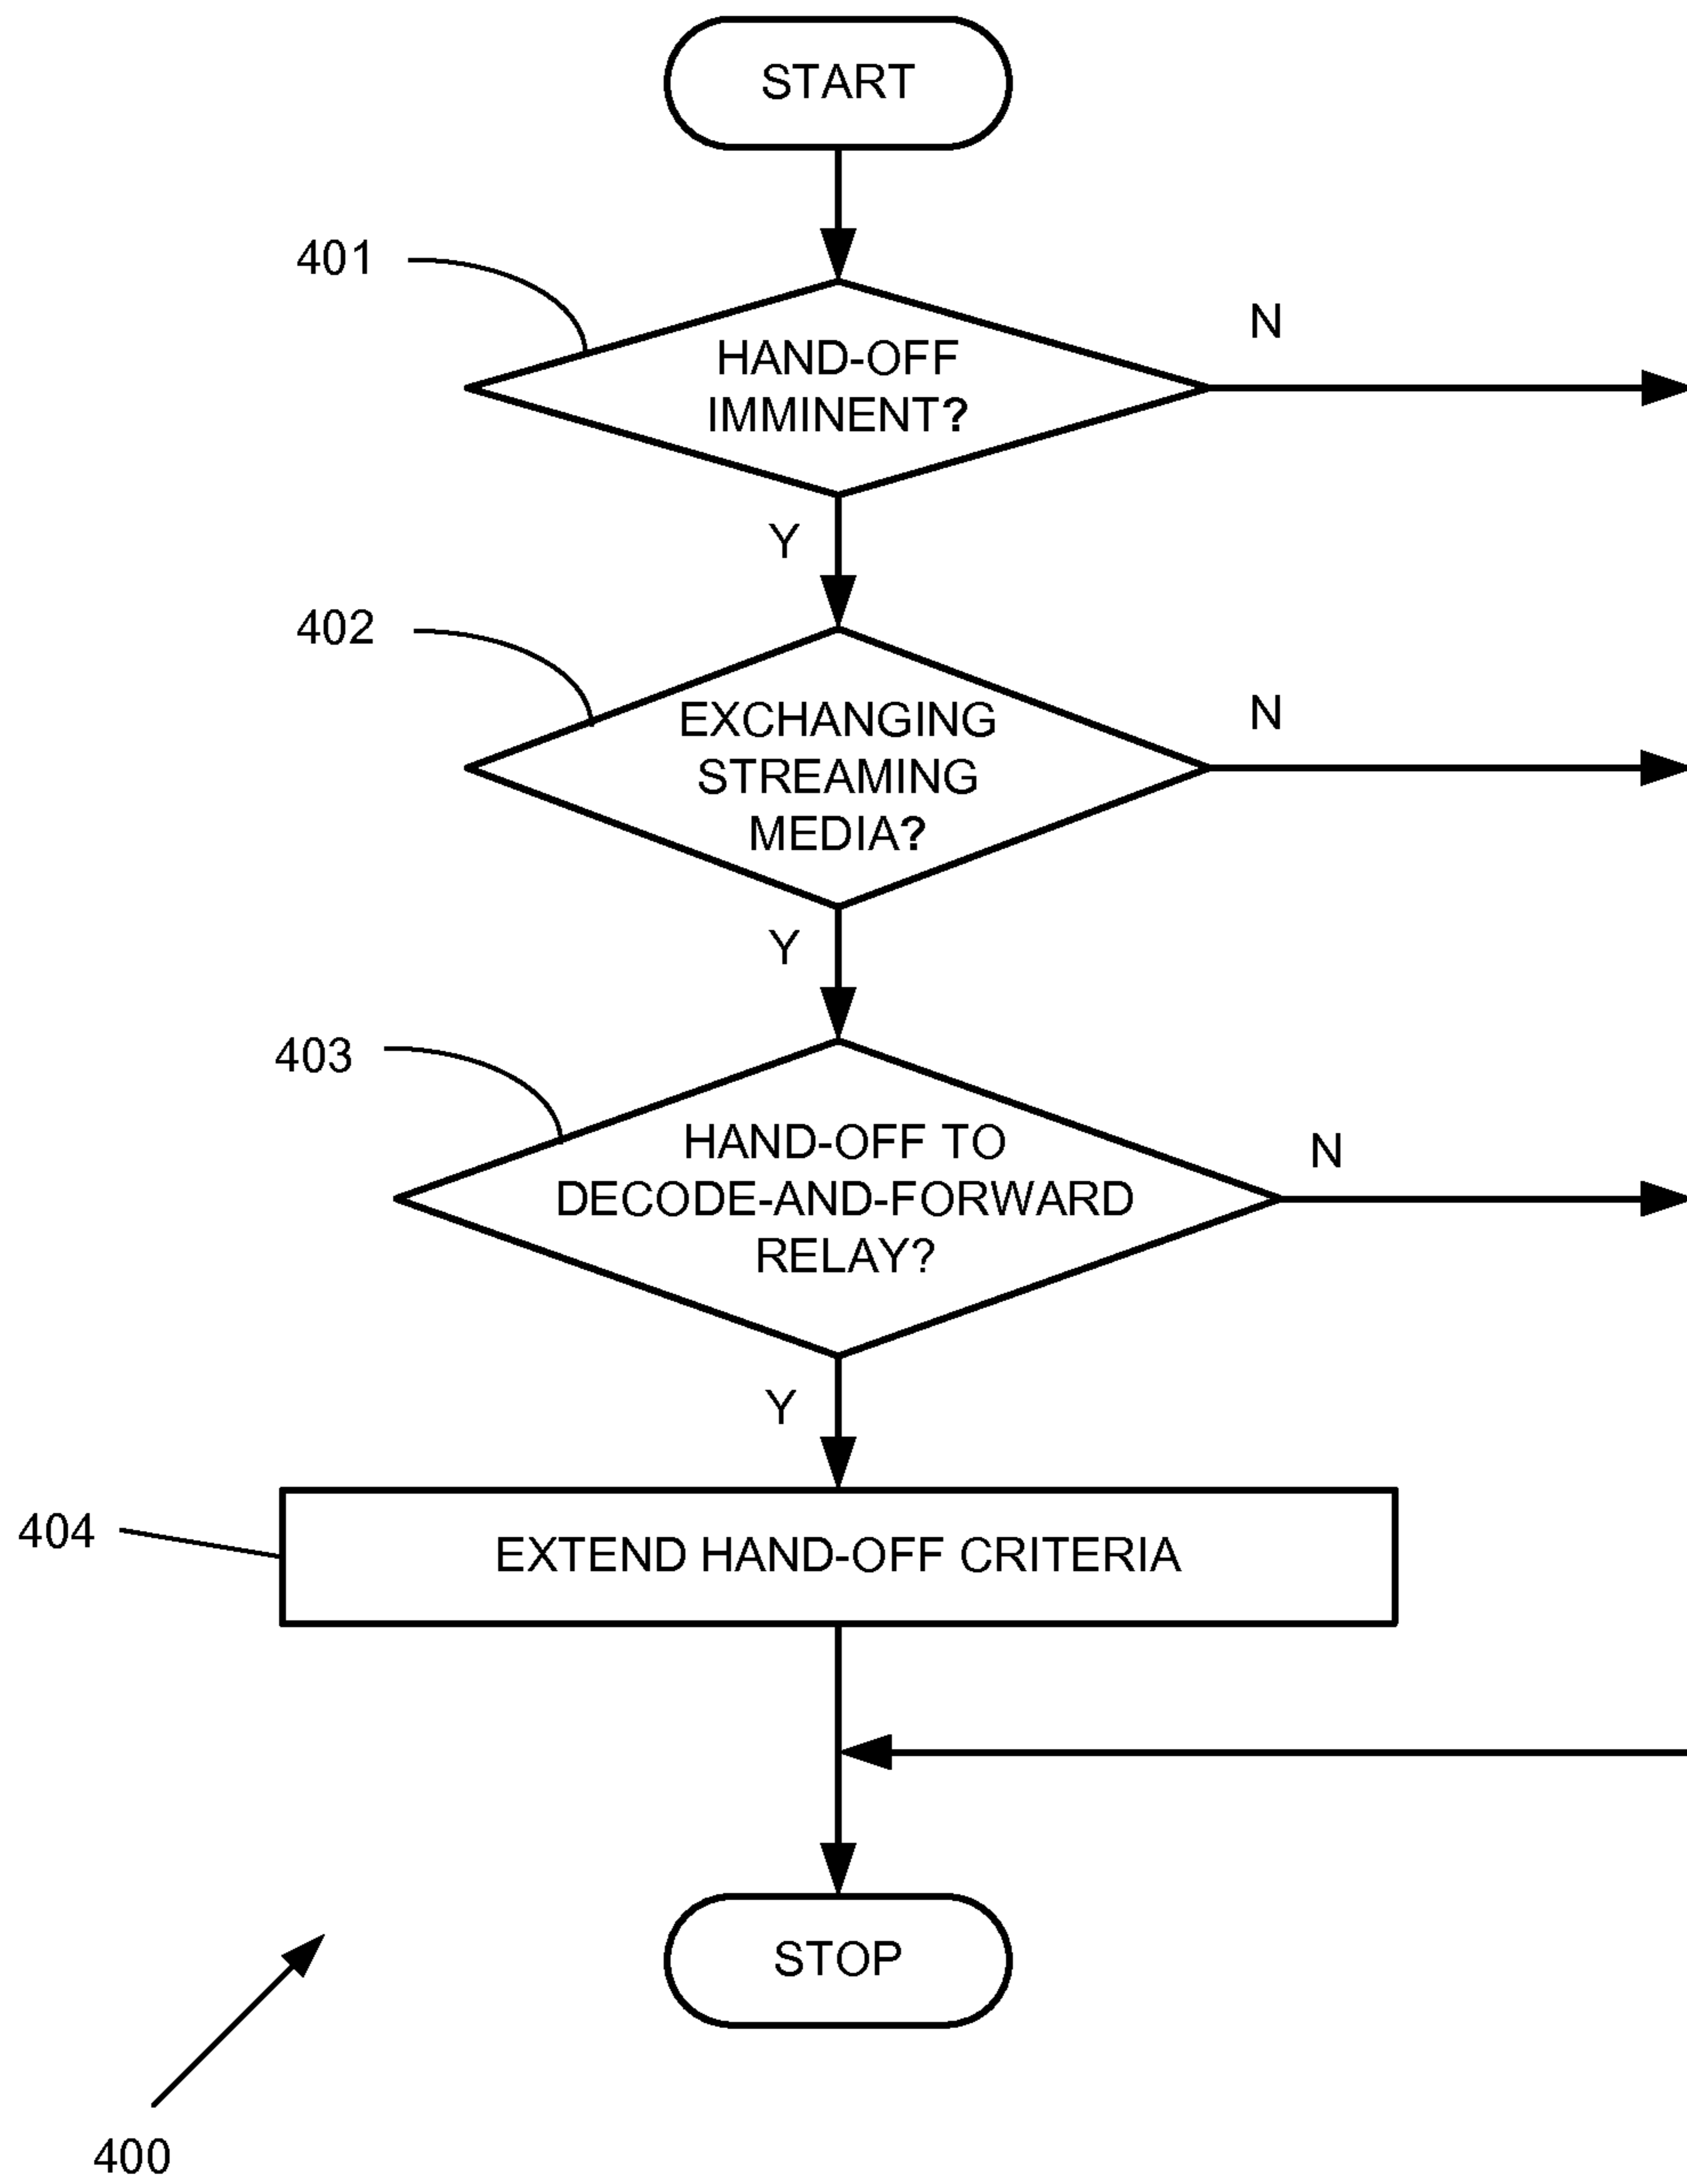 START
401
HAND-OFF
IMMINENT?
N
Y
402
EXCHANGING
STREAMING
MEDIA?
N
Y
403
HAND-OFF TO
DECODE-AND-FORWARD
RELAY?
N
Y
404
EXTEND HAND-OFF CRITERIA
STOP
400